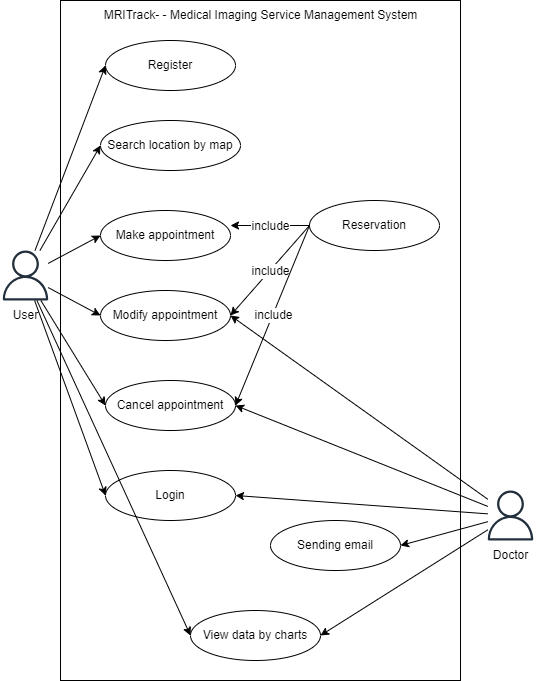 MRITrack- - Medical Imaging Service Management System
Register
Search location by map
Make appointment
include
Reservation
include
User
Modify appointment
include
Cancel appointment
Login
Sending email
Doctor
View data by charts